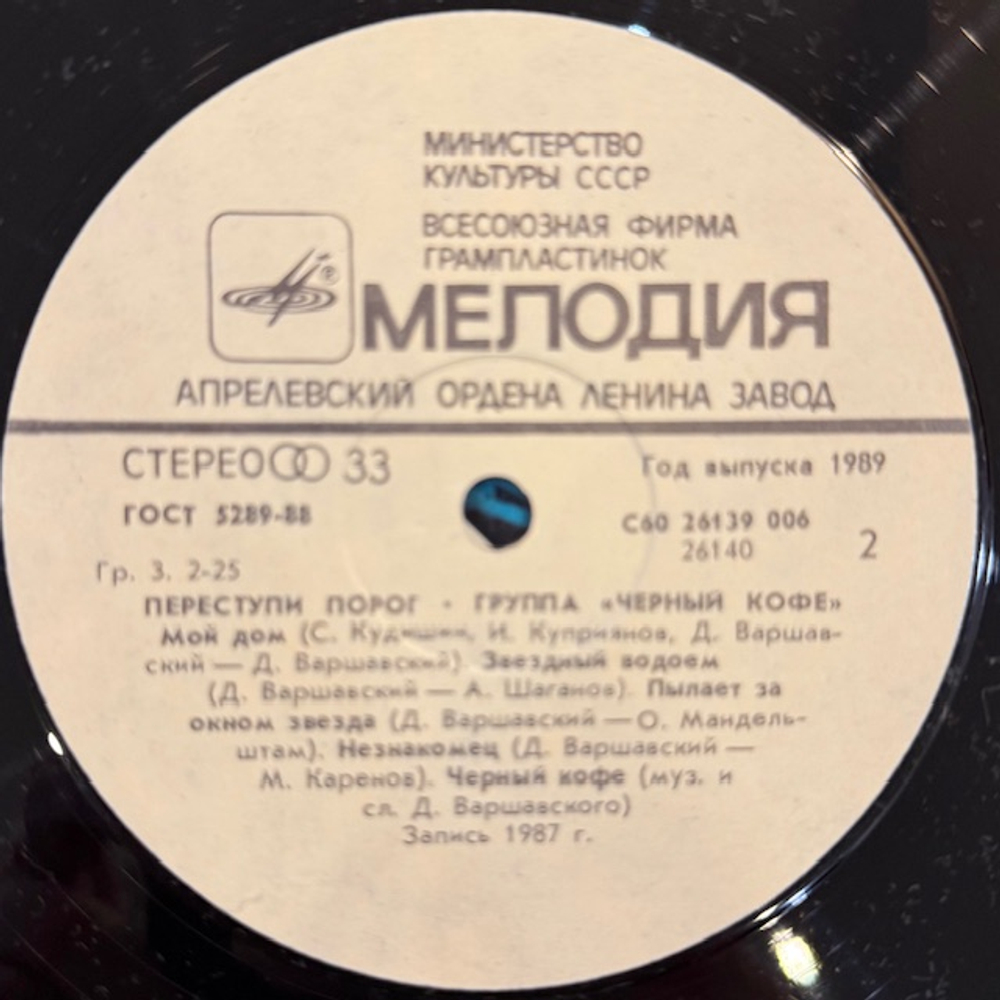 МИНИСТЕРСТВО
КУЛЬТУРЫ СССР
ВСЕСОЮЗНАЯ ФИРМА
ГРАМПЛАСТИНОК
®
МЕЛОДИЯ
АПРЕЛЕВСКИЙ ОРДЕНА ЛЕНИНА ЗАВОД
СТЕРЕО 33
Год выпуска 1989
ГОСТ 5289-88
С60 26139 006
26140
2
Гр. 3. 2-25
ПЕРЕСТУПИ ПОРОГ · ГРУППА «ЧЕРНЫЙ КОФЕ»
Мой дом (С. И. Куприянов, Д. Варшав-
ский — Д. Варшавский). Звездный водоем
(Д. Варшавский — А. Шаганов). Пылает за
окном звезда (Д. Варшавский — О. Мандель-
штам). Незнакомец (Д. Варшавский —
М. Каренов). Черный кофе (муз. и
сл. Д. Варшавского)
Запись 1987 г.